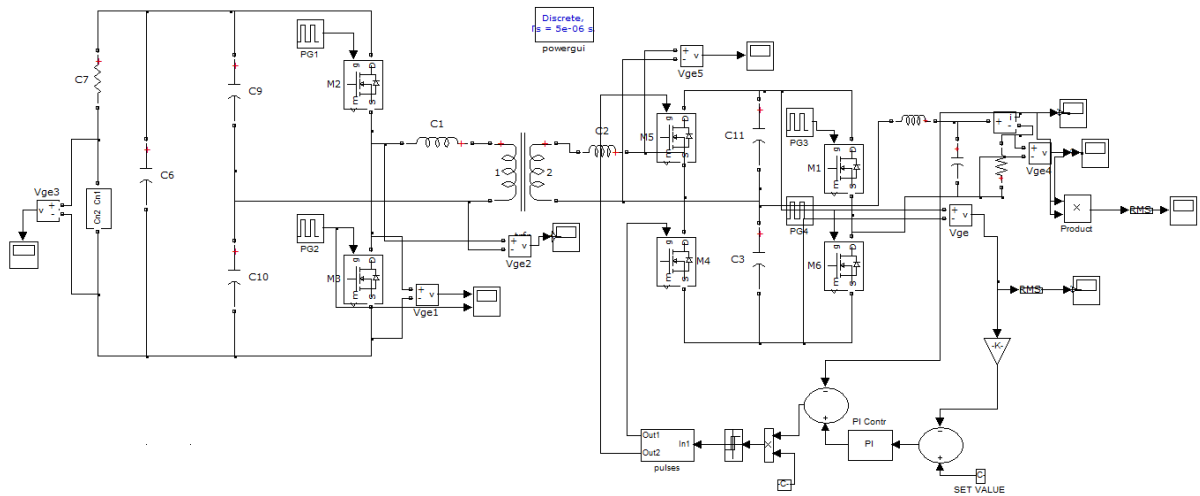 Discrete,
Ts = 5e-06 s.
powergui
PG1
M2
C7
C9
C6
C1
1
2
C2
Vge5
v
M5
C11
PG3
M1
i
Vge4
v
Product
RMS
Vge3
v
Cn2 Cn1
PG2
M3
C10
Vge2
v
Vge1
v
M4
C3
PG4
M6
Vge
v
RMS
-K-
PI Contr
PI
Out1
Out2
In1
pulses
-C-
C
SET VALUE